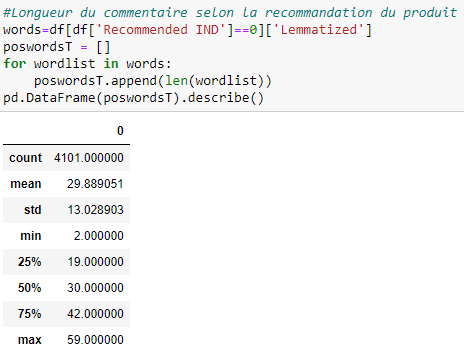 #Longueur du commentaire selon la recommandation du produit
words=df[df['Recommended IND']==0]['Lemmatized']
poswordsT = []
for wordlist in words:
    poswordsT.append(len(wordlist))
pd.DataFrame(poswordsT).describe()
0
count 4101.000000
mean 29.889051
std 13.028903
min 2.000000
25% 19.000000
50% 30.000000
75% 42.000000
max 59.000000